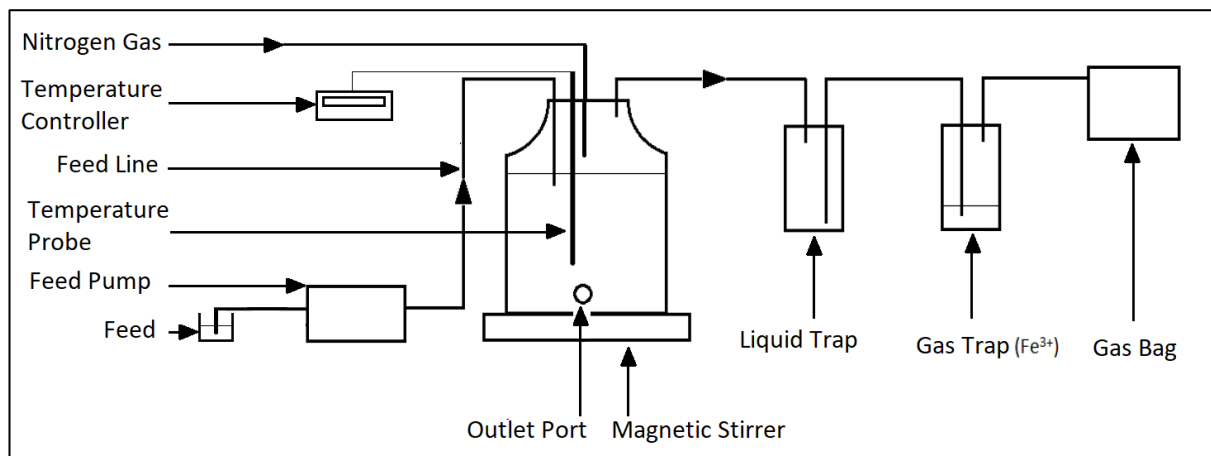 Nitrogen Gas
Temperature
Controller
Feed Line
Temperature
Probe
Feed Pump
Feed
Outlet Port
Magnetic Stirrer
Liquid Trap
Gas Trap (Fe³⁺)
Gas Bag